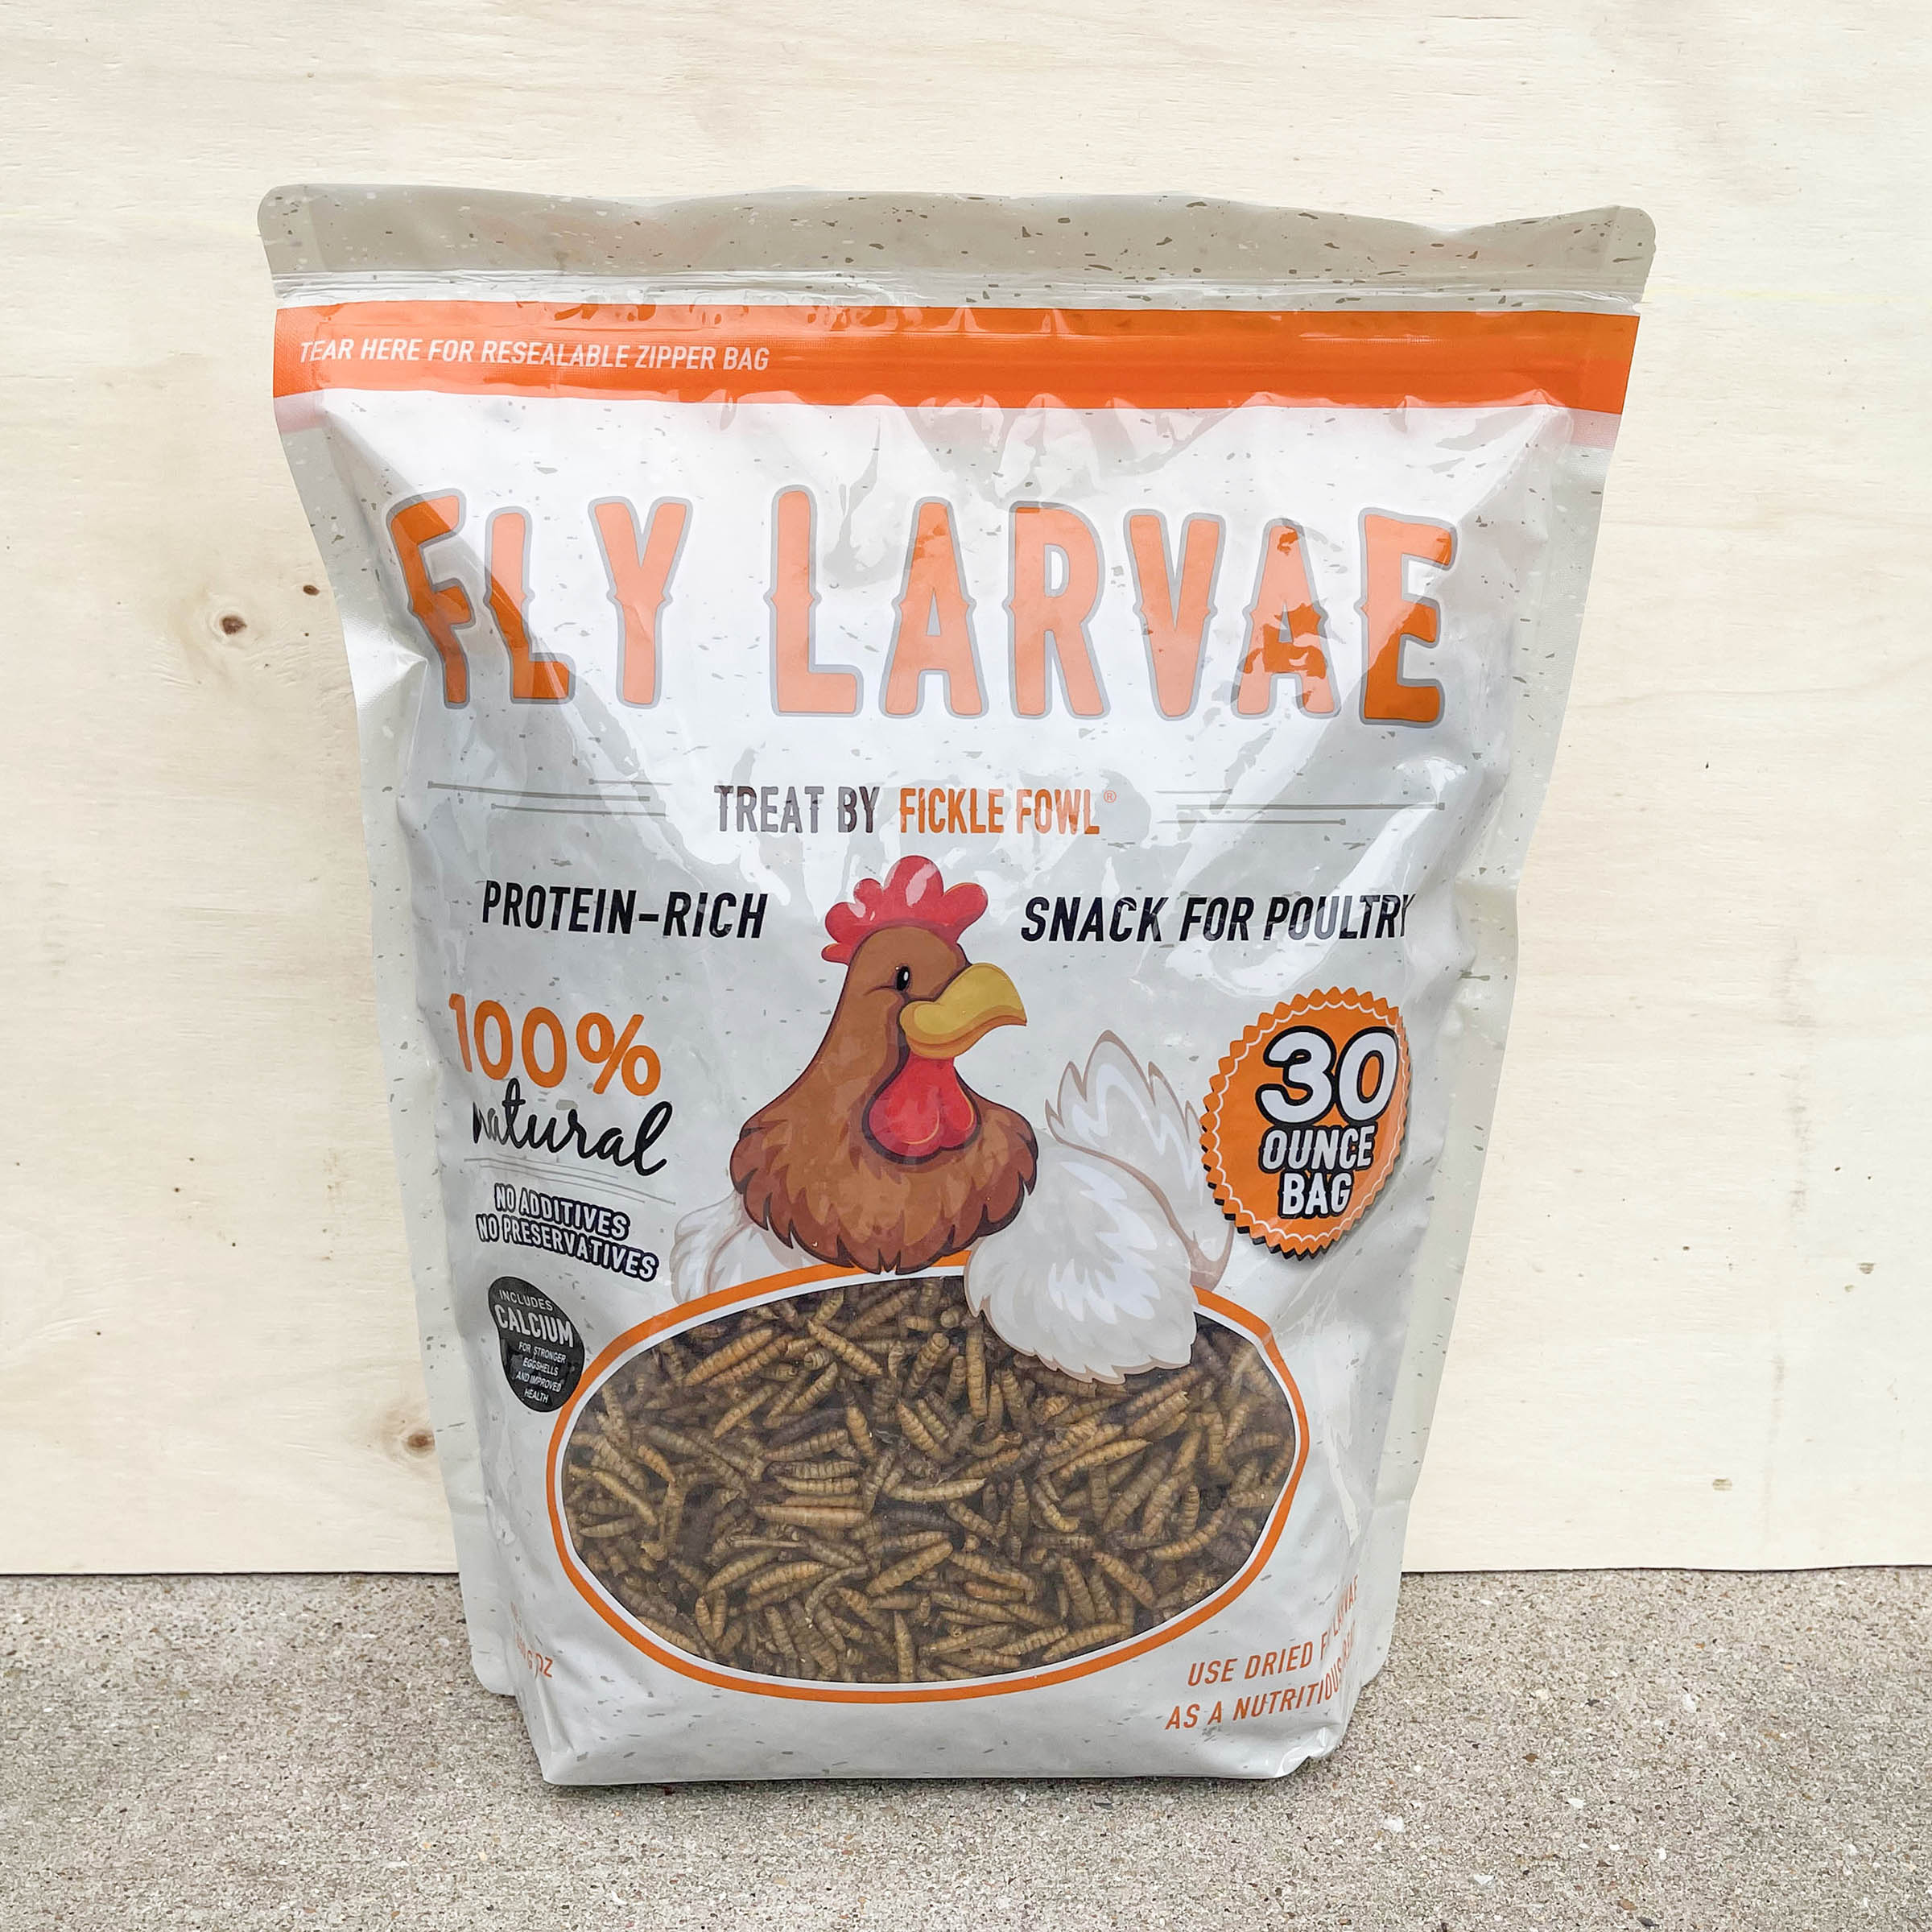 TEAR HERE FOR RESEALABLE ZIPPER BAG
FLY LARVAE
TREAT BY FICKLE FOWL®
PROTEIN-RICH
SNACK FOR POULTRY
100%
natural
NO ADDITIVES
NO PRESERVATIVES
INCLUDES
CALCIUM
FOR STRONGER
EGGSHELLS
AND IMPROVED
HEALTH
30
OUNCE
BAG
OZ
USE DRIED LARVAE
AS A NUTRITIOUS